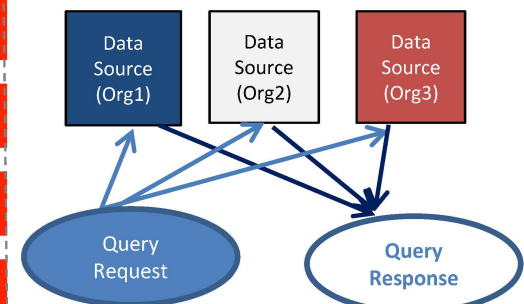 Data
Source
(Org1)
Data
Source
(Org2)
Data
Source
(Org3)
Query
Request
Query
Response